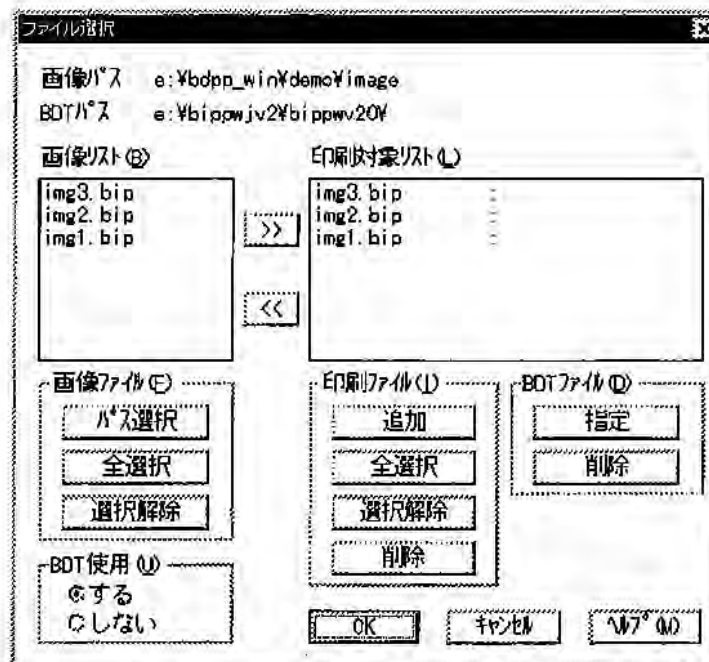 ファイル選択
画像ﾊﾟｽ e:¥bdpp_win¥demo¥image
BDTﾊﾟｽ e:¥bippwjv2¥bippwv20¥
画像ﾘｽﾄ(B)
印刷対象ﾘｽﾄ(L)
img3.bip
img2.bip
img1.bip
>>
<<
img3.bip :
img2.bip :
img1.bip :
画像ﾌｧｲﾙ(F)
ﾊﾟｽ選択
全選択
選択解除
印刷ﾌｧｲﾙ(I)
追加
全選択
選択解除
削除
BDTﾌｧｲﾙ(D)
指定
削除
BDT使用(U)
する
しない
OK
ｷｬﾝｾﾙ
ﾍﾙﾌﾟ(M)